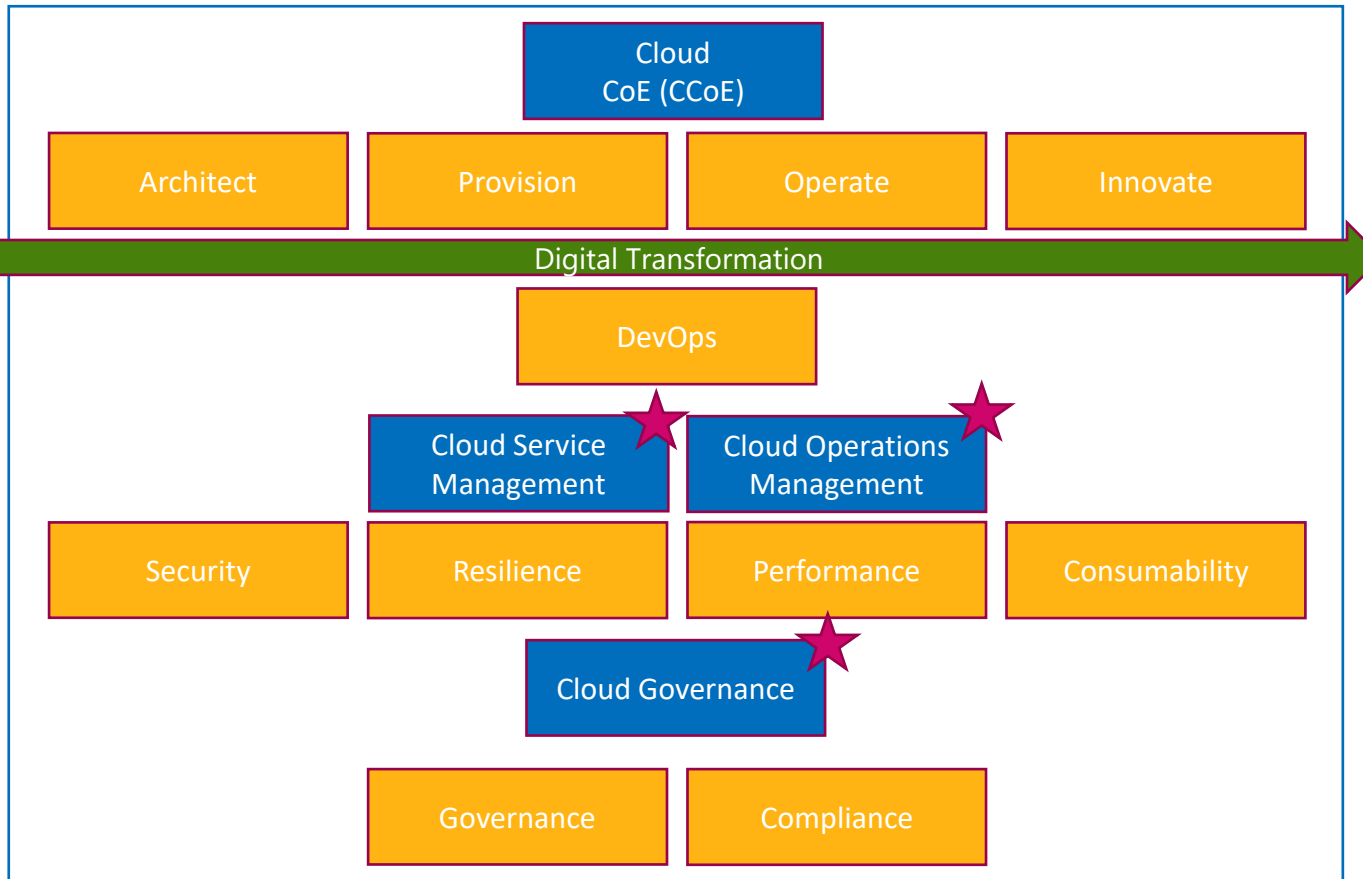 Cloud
CoE (CCoE)
Architect
Provision
Operate
Innovate
Digital Transformation
DevOps
Cloud Service
Management
Cloud Operations
Management
Security
Resilience
Performance
Consumability
Cloud Governance
Governance
Compliance